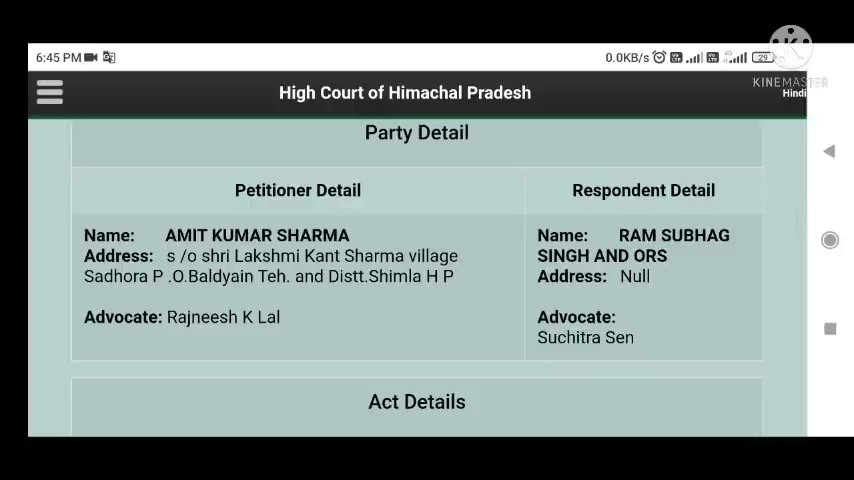 6:45 PM
0.0KB/s 29
KINEMASTER
High Court of Himachal Pradesh
Hindi
Party Detail
Petitioner Detail
Respondent Detail
Name: AMIT KUMAR SHARMA
Address: s /o shri Lakshmi Kant Sharma village
Sadhora P .O.Baldyain Teh. and Distt.Shimla H P
Advocate: Rajneesh K Lal
Name: RAM SUBHAG
SINGH AND ORS
Address: Null
Advocate:
Suchitra Sen
Act Details